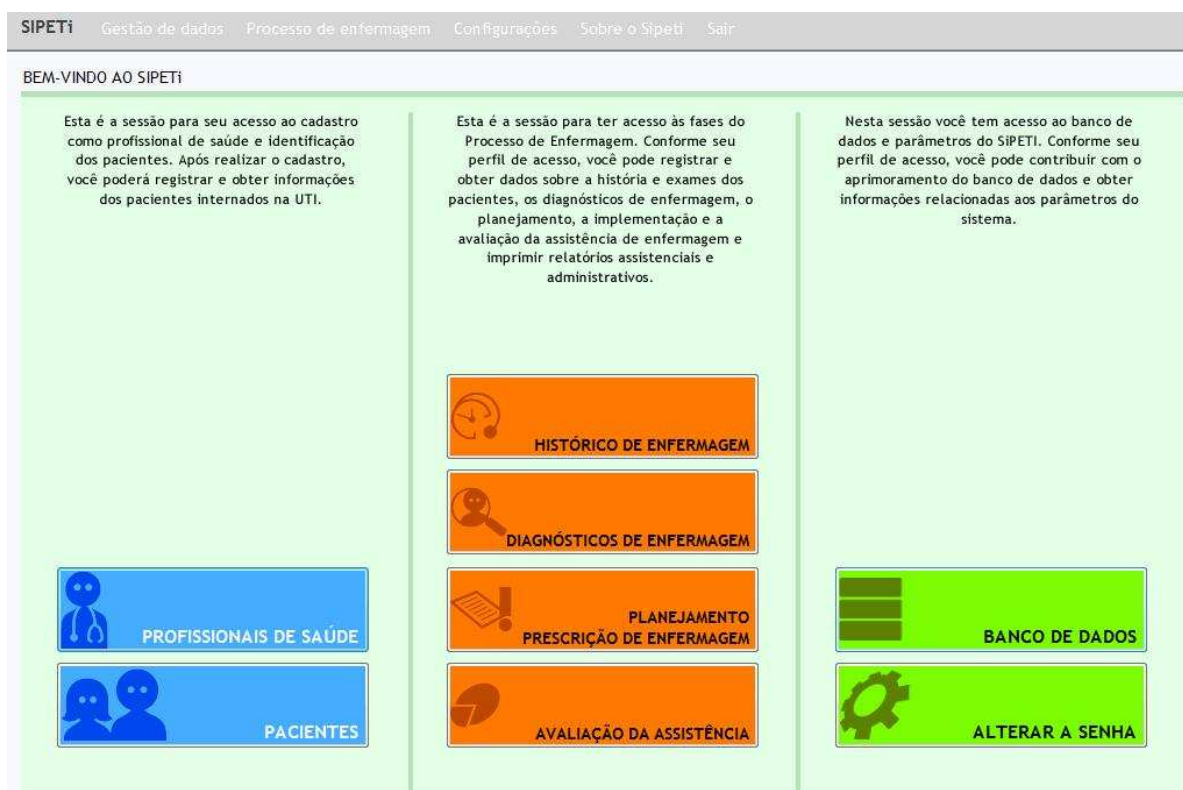 SIPETi Gestão de dados Processo de enfermagem Configurações Sobre o Sipeti Sair
BEM-VINDO AO SIPETi
Esta é a sessão para seu acesso ao cadastro
como profissional de saúde e identificação
dos pacientes. Após realizar o cadastro,
você poderá registrar e obter informações
dos pacientes internados na UTI.
PROFISSIONAIS DE SAÚDE
PACIENTES
Esta é a sessão para ter acesso às fases do
Processo de Enfermagem. Conforme seu
perfil de acesso, você pode registrar e
obter dados sobre a história e exames dos
pacientes, os diagnósticos de enfermagem, o
planejamento, a implementação e a
avaliação da assistência de enfermagem e
imprimir relatórios assistenciais e
administrativos.
HISTÓRICO DE ENFERMAGEM
DIAGNÓSTICOS DE ENFERMAGEM
PLANEJAMENTO
PRESCRIÇÃO DE ENFERMAGEM
AVALIAÇÃO DA ASSISTÊNCIA
Nesta sessão você tem acesso ao banco de
dados e parâmetros do SiPETI. Conforme seu
perfil de acesso, você pode contribuir com o
aprimoramento do banco de dados e obter
informações relacionadas aos parâmetros do
sistema.
BANCO DE DADOS
ALTERAR A SENHA